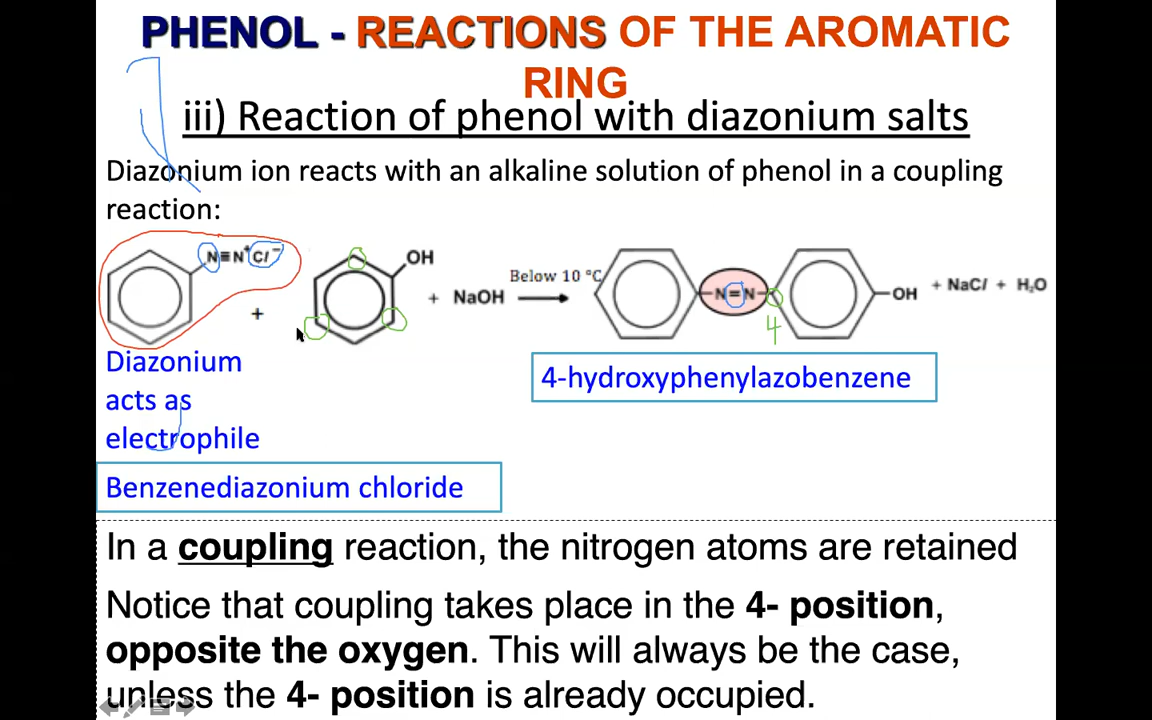 PHENOL - REACTIONS OF THE AROMATIC
RING
iii) Reaction of phenol with diazonium salts
Diazonium ion reacts with an alkaline solution of phenol in a coupling
reaction:
N≡N⁺Cl⁻
+
OH
+ NaOH
Below 10 °C
N=N
OH
+ NaCl + H₂O
4
Diazonium
acts as
electrophile
4-hydroxyphenylazobenzene
Benzenediazonium chloride
In a coupling reaction, the nitrogen atoms are retained
Notice that coupling takes place in the 4- position,
opposite the oxygen. This will always be the case,
unless the 4- position is already occupied.